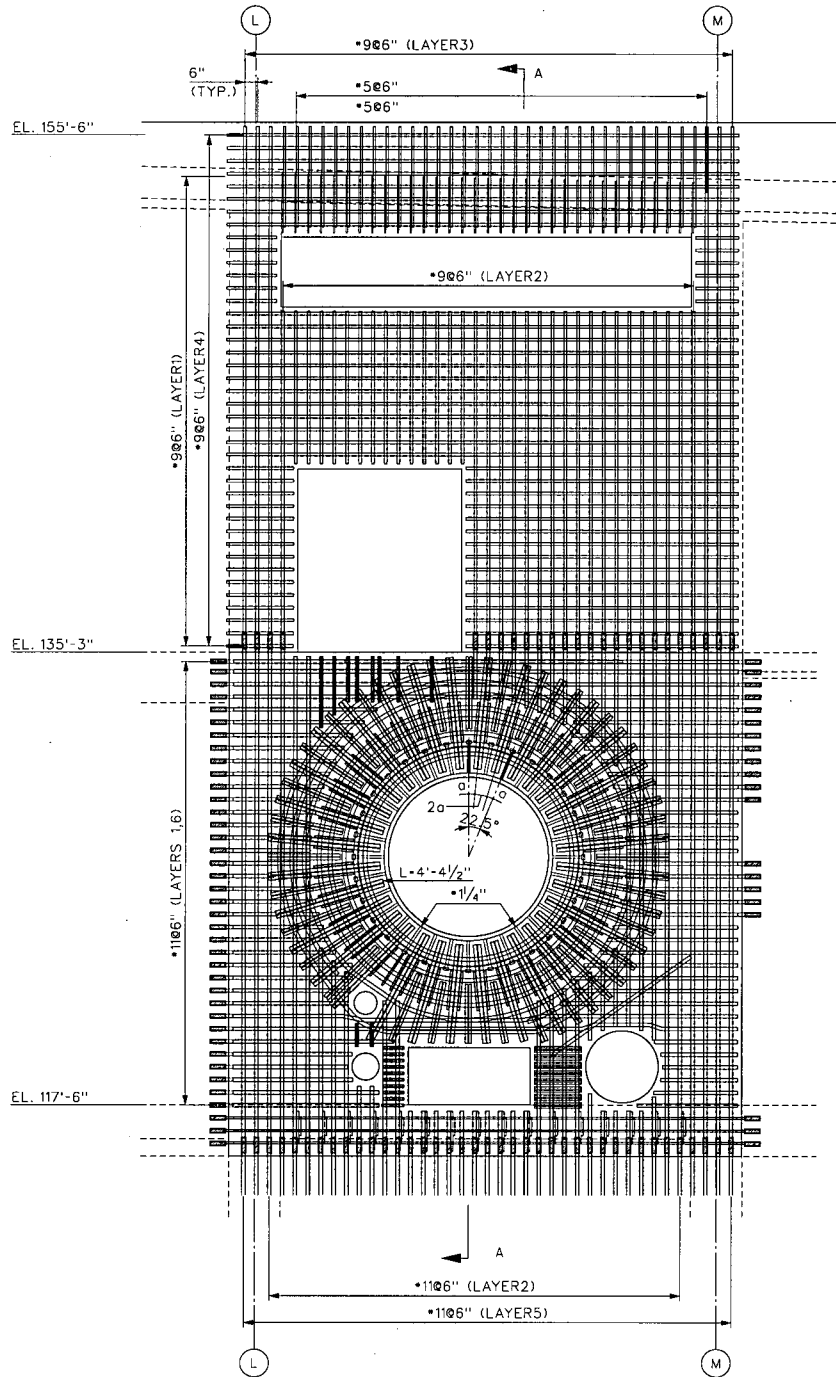 L
M
*9@6" (LAYER3)
6"
(TYP.)
A
*5@6"
*5@6"
EL. 155'-6"
*9@6" (LAYER2)
*9@6" (LAYER1)
*9@6" (LAYER4)
EL. 135'-3"
a
a
2a
22.5°
L=4'-4 1/2"
*1 1/4"
*11@6" (LAYERS 1,6)
EL. 117'-6"
A
*11@6" (LAYER2)
*11@6" (LAYER5)
L
M